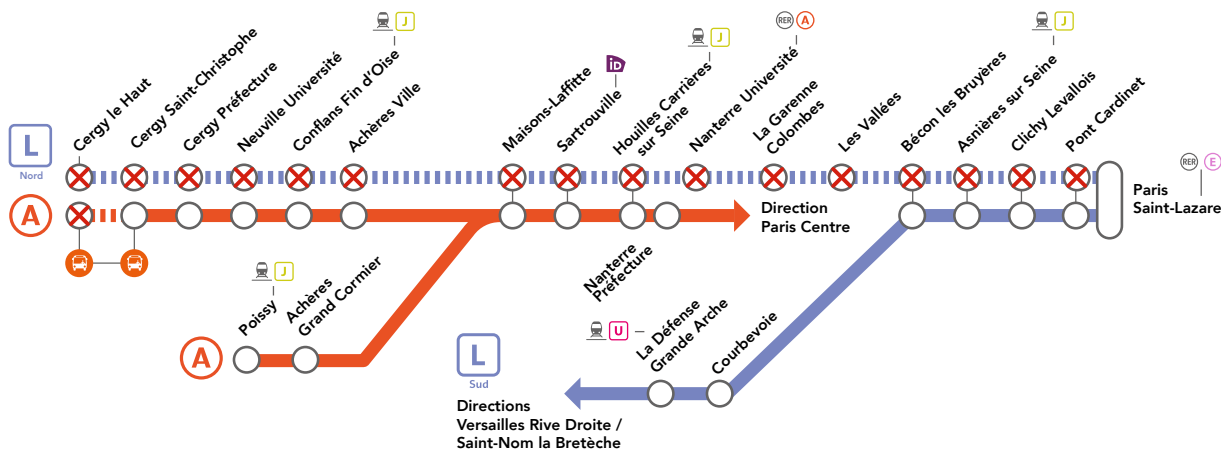 J
RER A
J
J
Cergy le Haut
Cergy Saint-Christophe
Cergy Préfecture
Neuville Université
Conflans Fin d'Oise
Achères Ville
Maisons-Laffitte
iD
Sartrouville
Houilles Carrières
sur Seine
Nanterre Université
La Garenne
Colombes
Les Vallées
Bécon les Bruyères
Asnières sur Seine
Clichy Levallois
Pont Cardinet
L
Nord
RER E
Paris
Saint-Lazare
A
Direction
Paris Centre
Nanterre
Préfecture
J
Poissy
Achères
Grand Cormier
A
U
La Défense
Grande Arche
Courbevoie
L
Sud
Directions
Versailles Rive Droite /
Saint-Nom la Bretèche